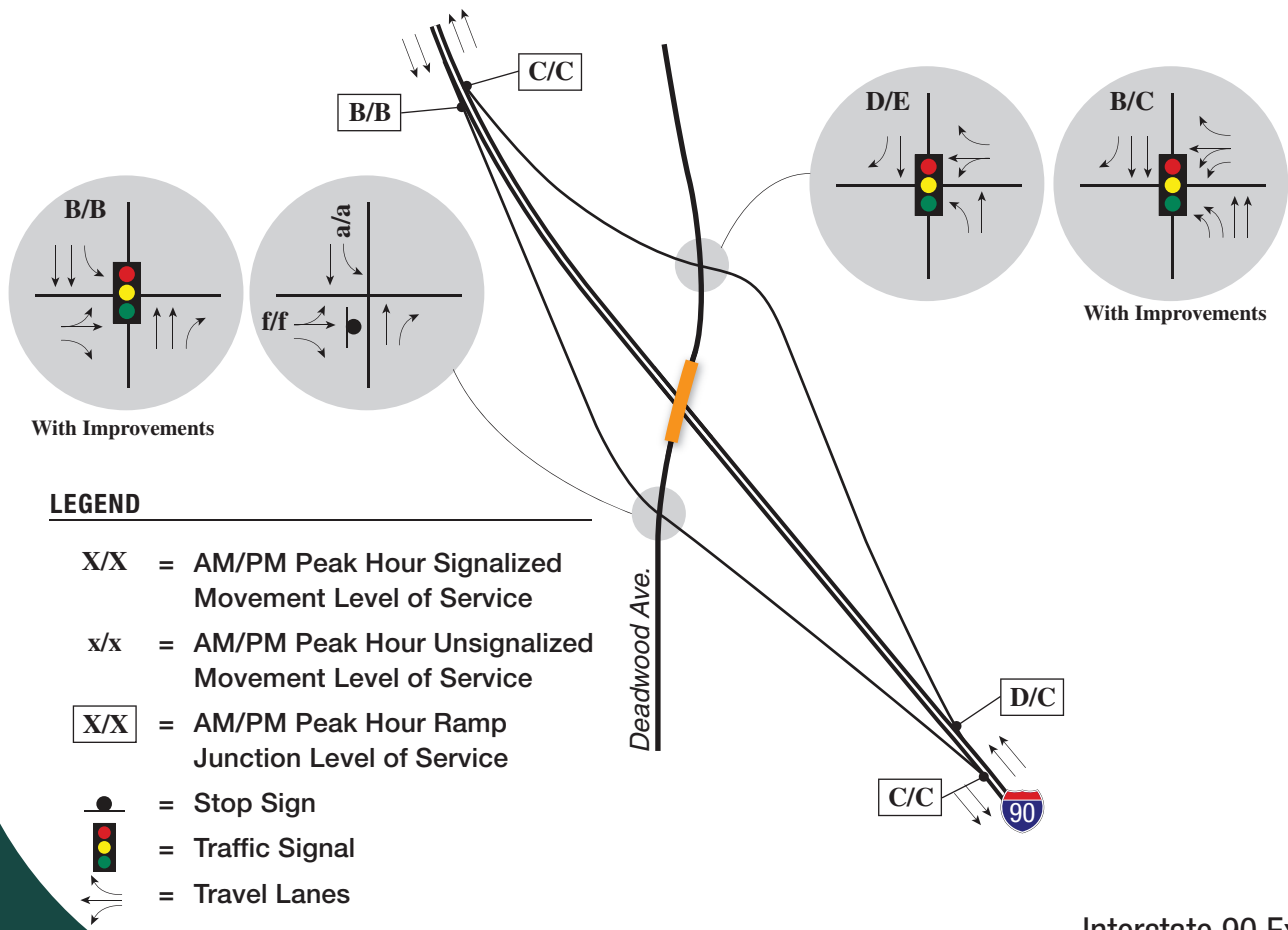 C/C
B/B
D/E
B/C
With Improvements
B/B
a/a
f/f
With Improvements
LEGEND
X/X = AM/PM Peak Hour Signalized
Movement Level of Service
x/x = AM/PM Peak Hour Unsignalized
Movement Level of Service
X/X = AM/PM Peak Hour Ramp
Junction Level of Service
= Stop Sign
= Traffic Signal
= Travel Lanes
Deadwood Ave.
D/C
C/C
90
Interstate 90